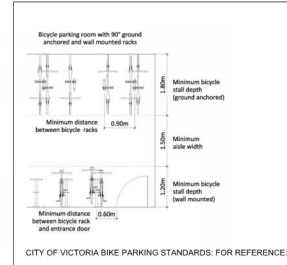 Bicycle parking room with 90° ground
anchored and wall mounted racks
1.80m
Minimum bicycle
stall depth
(ground anchored)
Minimum distance
between bicycle racks
0.90m
1.50m
Minimum
aisle width
1.20m
Minimum bicycle
stall depth
(wall mounted)
Minimum distance
between bicycle rack
and entrance door
0.60m
CITY OF VICTORIA BIKE PARKING STANDARDS: FOR REFERENCE: